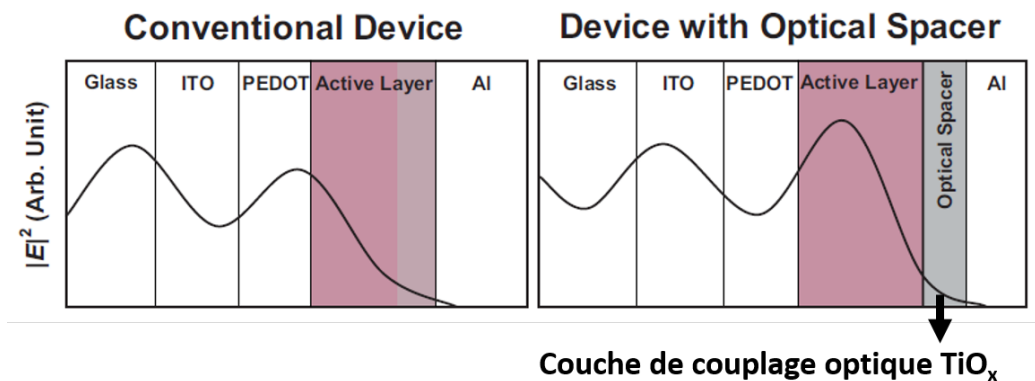 Conventional Device
Device with Optical Spacer
Glass ITO PEDOT Active Layer Al
Glass ITO PEDOT Active Layer Optical Spacer Al
|E|² (Arb. Unit)
Couche de couplage optique TiOₓ